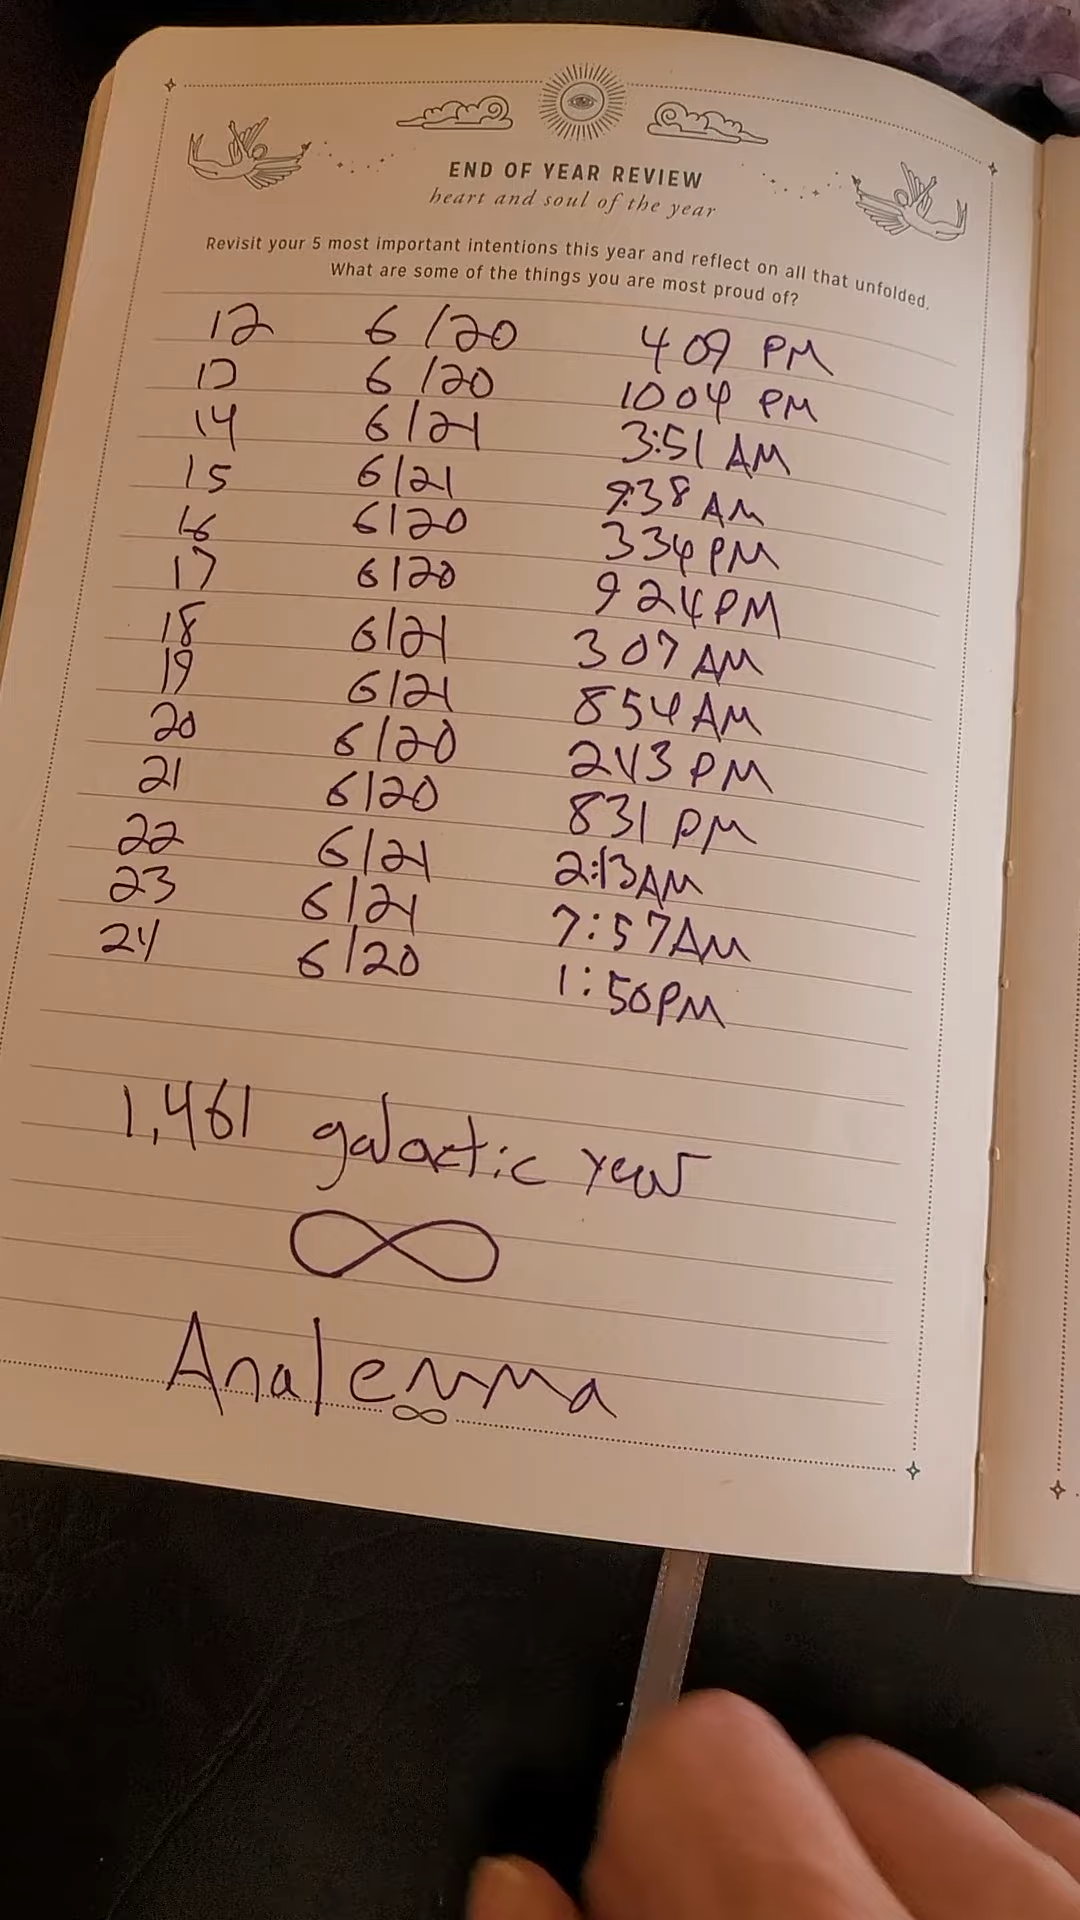 END OF YEAR REVIEW
heart and soul of the year
Revisit your 5 most important intentions this year and reflect on all that unfolded.
What are some of the things you are most proud of?
12 6/20 409 PM
13 6/20 1004 PM
14 6/21 3:51 AM
15 6/21 9:38 AM
16 6/20 334 PM
17 6/20 924 PM
18 6/21 307 AM
19 6/21 854 AM
20 6/20 243 PM
21 6/20 831 PM
22 6/21 2:13 AM
23 6/21 7:57 AM
24 6/20 1:50 PM
1,461 galactic year
∞
Analemma